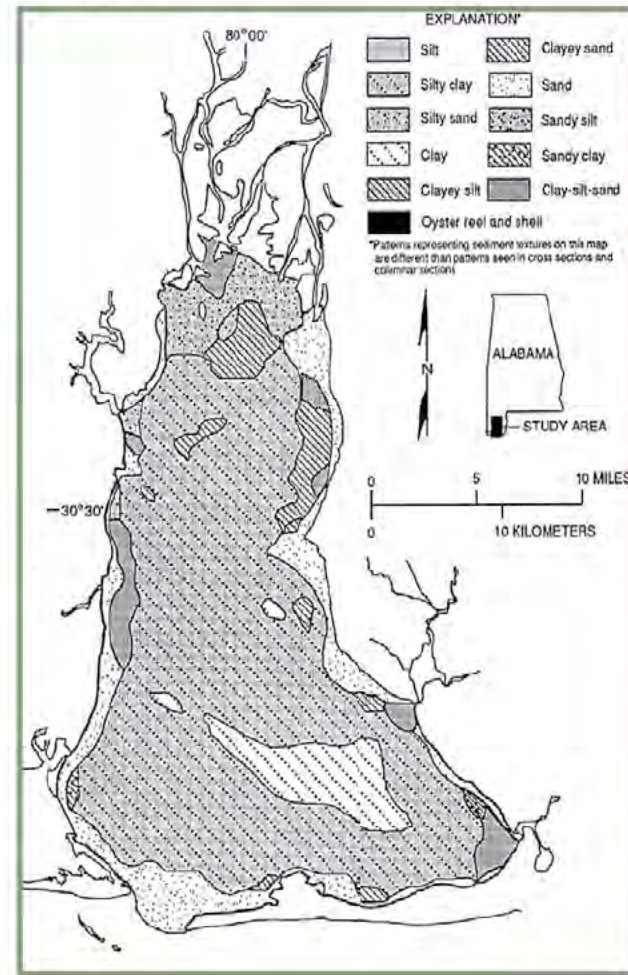 EXPLANATION*
80°00'
Silt
Clayey sand
Silty clay
Sand
Silty sand
Sandy silt
Clay
Sandy clay
Clayey silt
Clay-silt-sand
Oyster reel and shell
*Patterns representing sediment textures on this map
are different than patterns seen in cross sections and
columnar sections
N
ALABAMA
STUDY AREA
0 5 10 MILES
30°30'
0 10 KILOMETERS